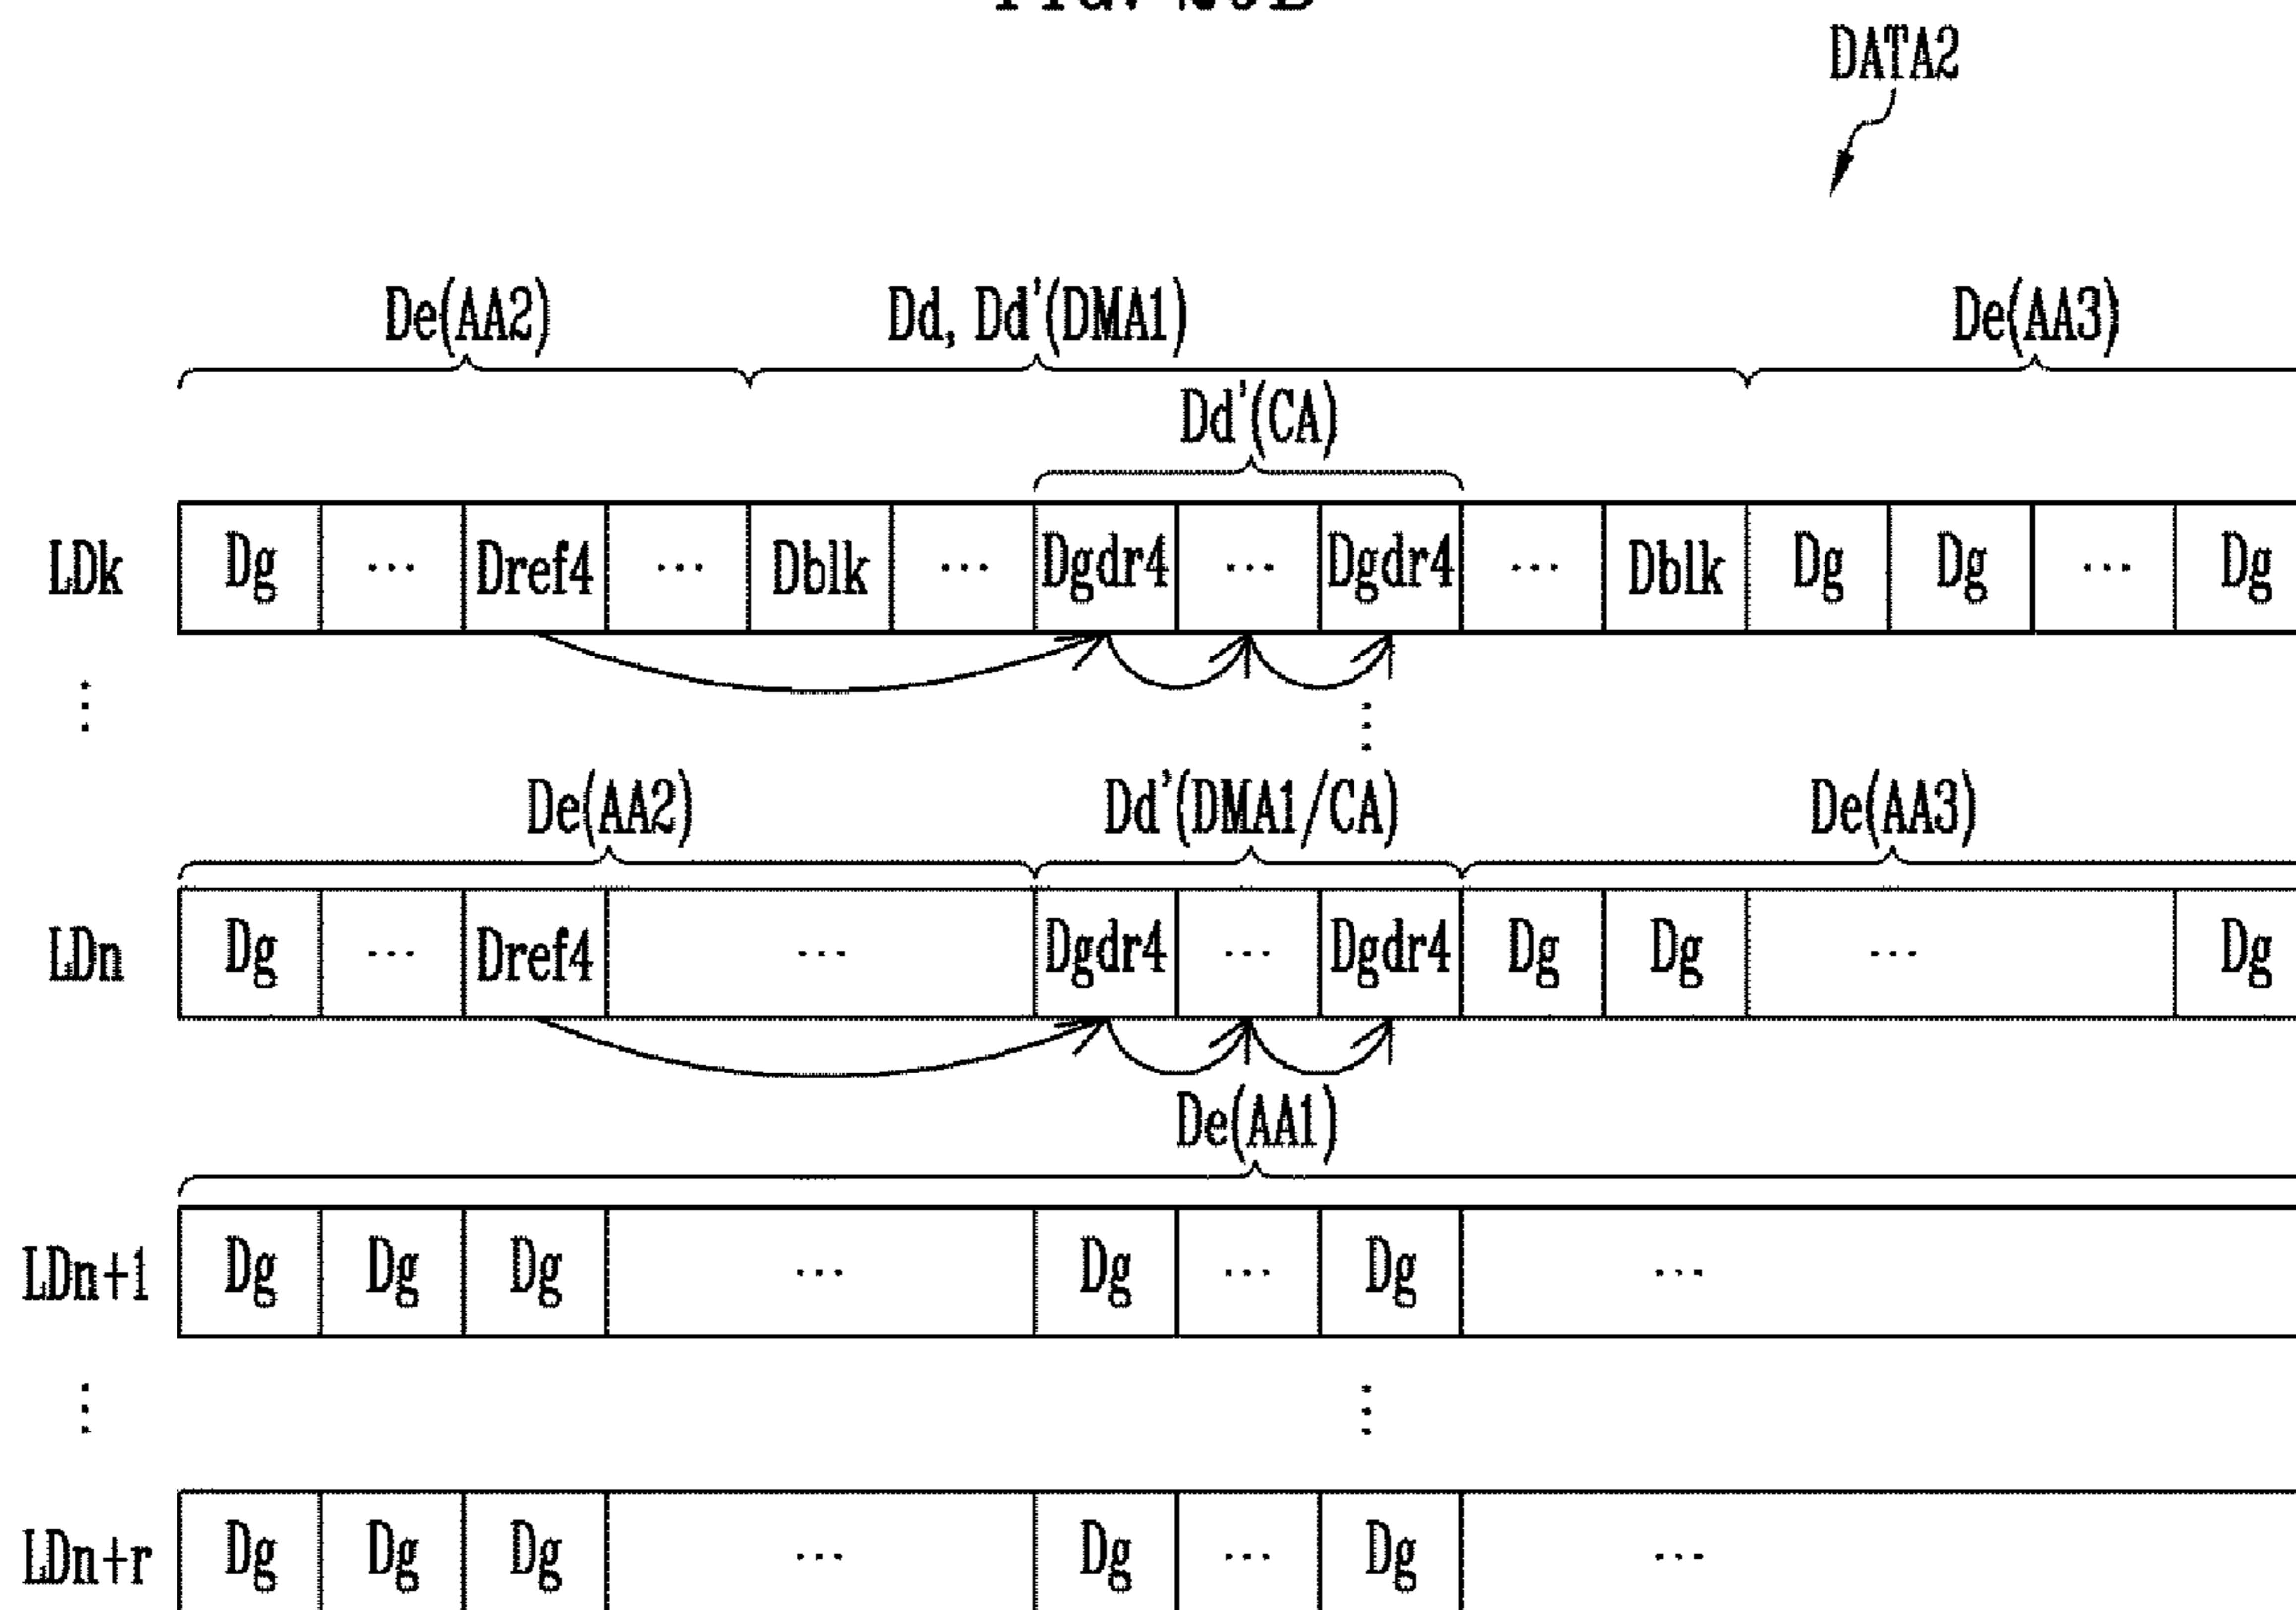 DATA2
De(AA2) Dd, Dd'(DMA1) De(AA3)
Dd'(CA)
LDk Dg ... Dref4 ... Dblk ... Dgdr4 ... Dgdr4 ... Dblk Dg Dg ... Dg
⋮ ⋮
De(AA2) Dd'(DMA1/CA) De(AA3)
LDn Dg ... Dref4 ... Dgdr4 ... Dgdr4 Dg Dg ... Dg
De(AA1)
LDn+1 Dg Dg Dg ... Dg ... Dg ...
⋮ ⋮
LDn+r Dg Dg Dg ... Dg ... Dg ...